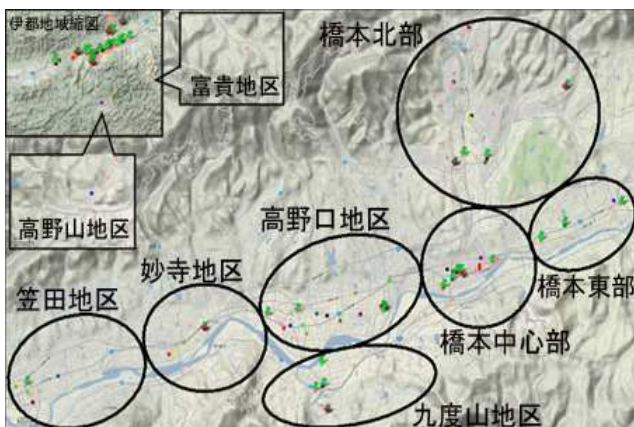 伊都地域縮図
富貴地区
高野山地区
橋本北部
高野口地区
妙寺地区
笠田地区
橋本東部
橋本中心部
九度山地区